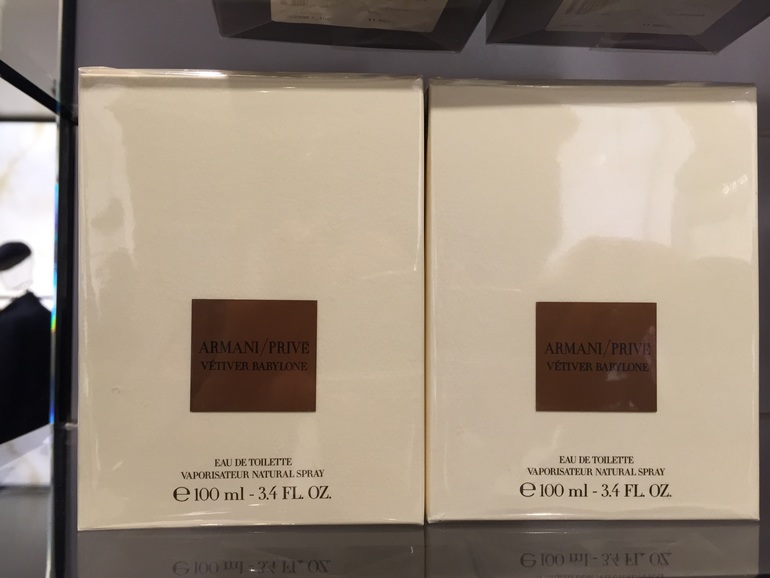 ARMANI/PRIVE
VÉTIVER BABYLONE
EAU DE TOILETTE
VAPORISATEUR NATURAL SPRAY
e 100 ml - 3.4 FL. OZ.
ARMANI/PRIVE
VÉTIVER BABYLONE
EAU DE TOILETTE
VAPORISATEUR NATURAL SPRAY
e 100 ml - 3.4 FL. OZ.